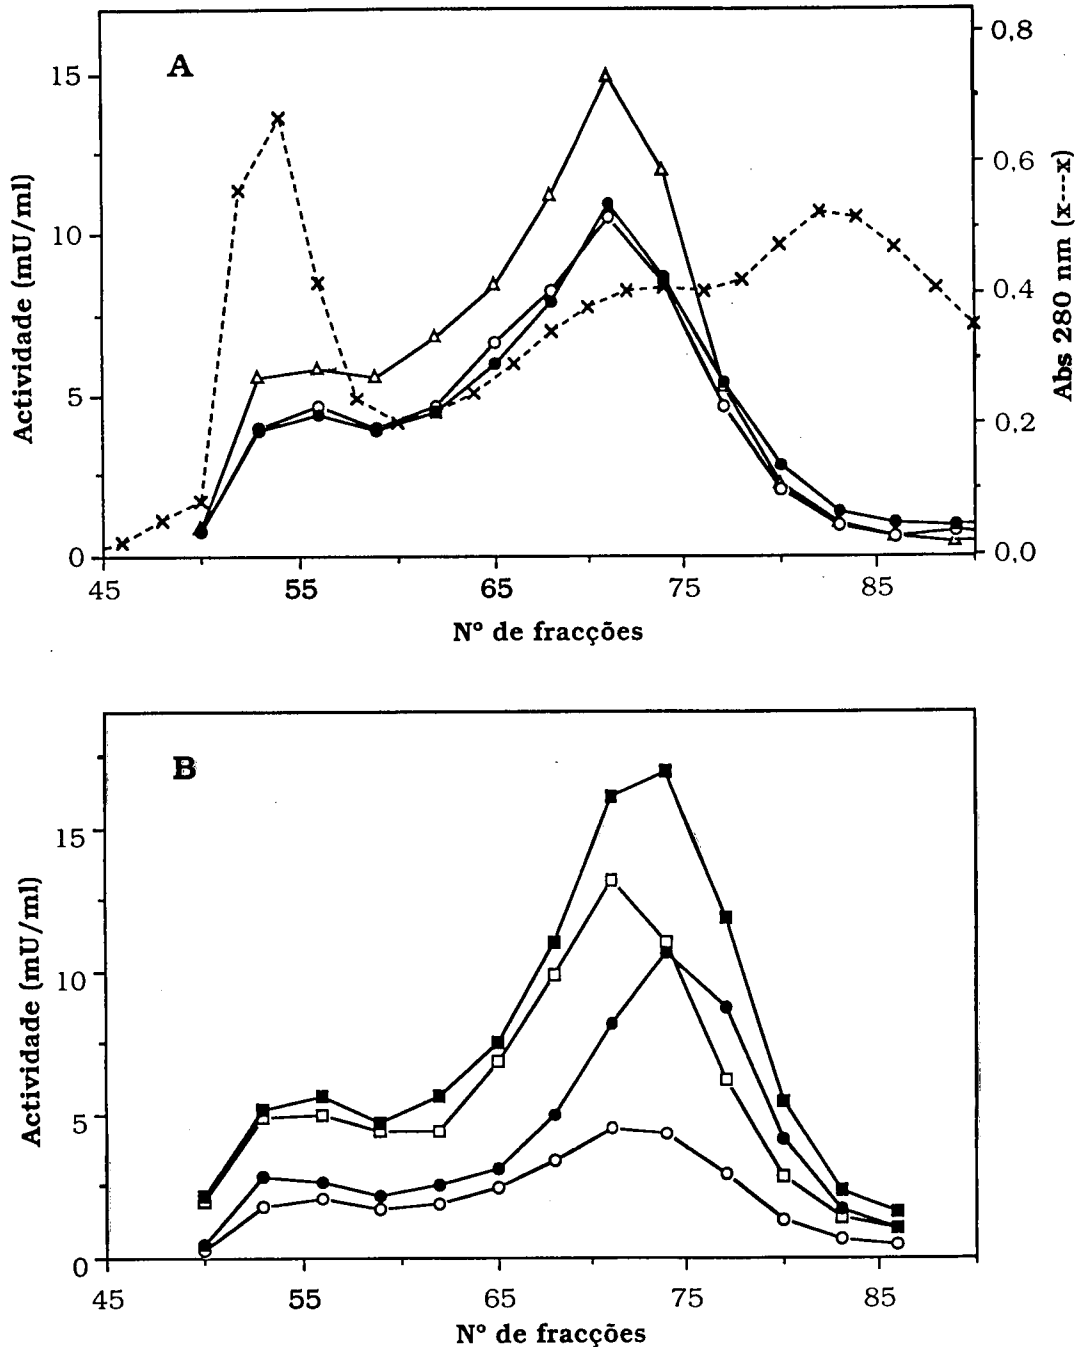 A
15
10
5
0
Actividade (mU/ml)
0,8
0,6
0,4
0,2
0,0
Abs 280 nm (x---x)
45 55 65 75 85
Nº de fracções
B
15
10
5
0
Actividade (mU/ml)
45 55 65 75 85
Nº de fracções